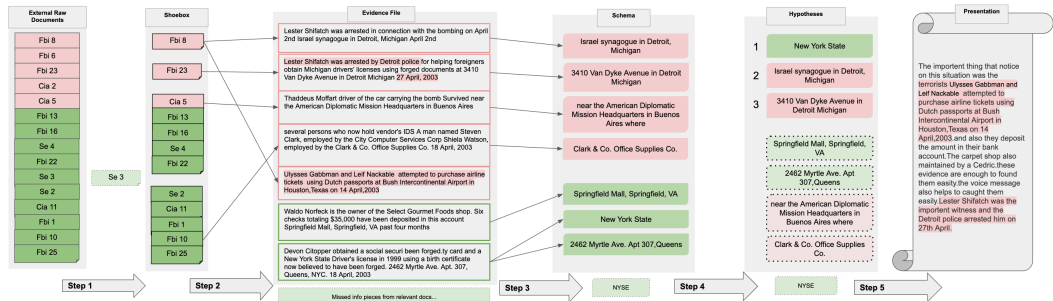 External Raw
Documents
Fbi 8
Fbi 6
Fbi 23
Cia 2
Cia 5
Fbi 13
Fbi 16
Se 4
Fbi 22
Se 3
Se 2
Cia 11
Fbi 1
Fbi 10
Fbi 25
Se 3
Step 1
Shoebox
Fbi 8
Fbi 23
Cia 5
Fbi 13
Fbi 16
Se 4
Fbi 22
Se 2
Cia 11
Fbi 1
Fbi 10
Fbi 25
Step 2
Evidence File
Lester Shifatch was arrested in connection with the bombing on April
2nd Israel synagogue in Detroit, Michigan April 2nd
Lester Shifatch was arrested by Detroit police for helping foreigners
obtain Michigan drivers' licenses using forged documents at 3410
Van Dyke Avenue in Detroit Michigan 27 April, 2003
Thaddeus Moffart driver of the car carrying the bomb Survived near
the American Diplomatic Mission Headquarters in Buenos Aires
several persons who now hold vendor's IDS A man named Steven
Clark, employed by the City Computer Services Corp Shiela Watson,
employed by the Clark & Co. Office Supplies Co. 18 April, 2003
Ulysses Gabbman and Leif Nackable attempted to purchase airline
tickets using Dutch passports at Bush Intercontinental Airport in
Houston,Texas on 14 April,2003
Waldo Norfeck is the owner of the Select Gourmet Foods shop. Six
checks totaling $35,000 have been deposited in this account
Springfield Mall, Springfield, VA past four months
Devon Citopper obtained a social securi been forged.ty card and a
New York State Driver's license in 1999 using a birth certificate
now believed to have been forged. 2462 Myrtle Ave. Apt. 307,
Queens, NYC. 18 April, 2003
Missed info pieces from relevant docs...
Step 3
Schema
Israel synagogue in Detroit,
Michigan
3410 Van Dyke Avenue in Detroit
Michigan
near the American Diplomatic
Mission Headquarters in Buenos
Aires where
Clark & Co. Office Supplies Co.
Springfield Mall, Springfield, VA
New York State
2462 Myrtle Ave. Apt 307,Queens
NYSE
Step 4
Hypotheses
1
New York State
2
Israel synagogue in Detroit,
Michigan
3
3410 Van Dyke Avenue in
Detroit Michigan
Springfield Mall, Springfield,
VA
2462 Myrtle Ave. Apt
307,Queens
near the American Diplomatic
Mission Headquarters in
Buenos Aires where
Clark & Co. Office Supplies
Co.
NYSE
Step 5
Presentation
The importent thing that notice
on this situation was the
terrorists Ulysses Gabbman and
Leif Nackable attempted to
purchase airline tickets using
Dutch passports at Bush
Intercontinental Airport in
Houston,Texas on 14
April,2003 and also they deposit
the amount in their bank
account.The carpet shop also
maintained by a Cedric.these
evidence are enough to found
them easily.the voice message
also helps to caught them
easily.Lester Shifatch was the
importent witness and the
Detroit police arrested him on
27th April.